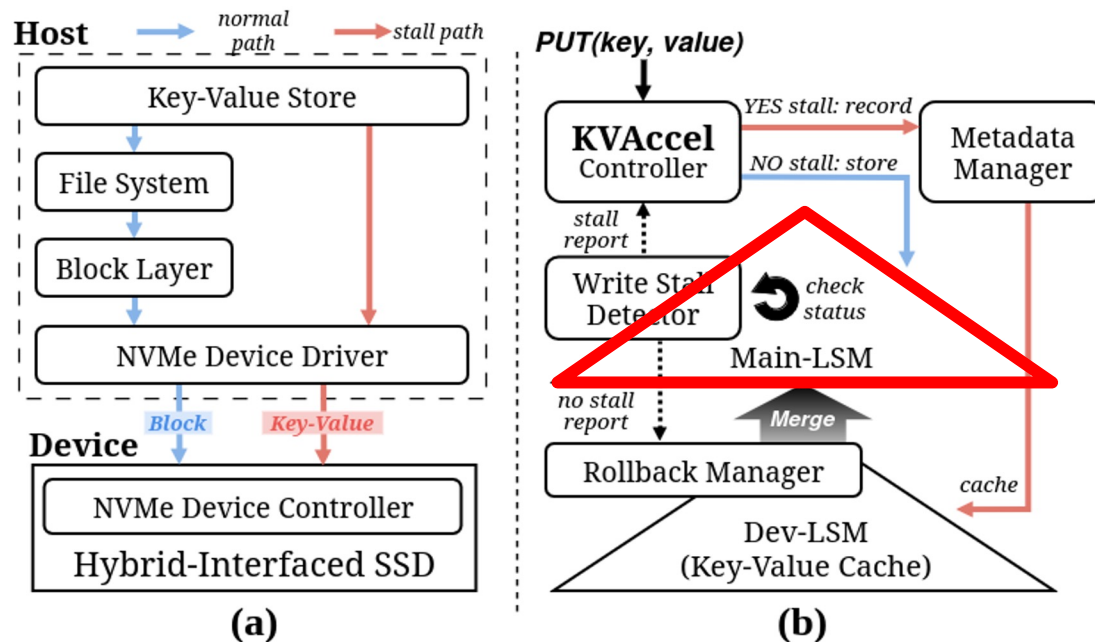 Host
normal
path
stall path
Key-Value Store
File System
Block Layer
NVMe Device Driver
Block
Key-Value
Device
NVMe Device Controller
Hybrid-Interfaced SSD
(a)
PUT(key, value)
KVAccel
Controller
YES stall: record
NO stall: store
Metadata
Manager
stall
report
Write Stall
Detector
check
status
Main-LSM
no stall
report
Merge
Rollback Manager
cache
Dev-LSM
(Key-Value Cache)
(b)